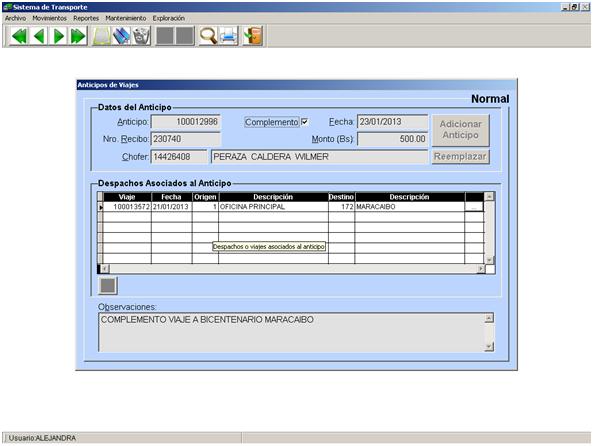 Sistema de Transporte
Archivo Movimientos Reportes Mantenimiento Exploración
Anticipos de Viajes
Normal
Datos del Anticipo
Anticipo: 100012996 Complemento Fecha: 23/01/2013 Adicionar Anticipo
Nro. Recibo: 230740 Monto (Bs): 500.00
Chofer: 14426408 PERAZA CALDERA WILMER Reemplazar
Despachos Asociados al Anticipo
Viaje Fecha Origen Descripción Destino Descripción
100013572 21/01/2013 1 OFICINA PRINCIPAL 172 MARACAIBO ...
Despachos o viajes asociados al anticipo
Observaciones:
COMPLEMENTO VIAJE A BICENTENARIO MARACAIBO
Usuario:ALEJANDRA